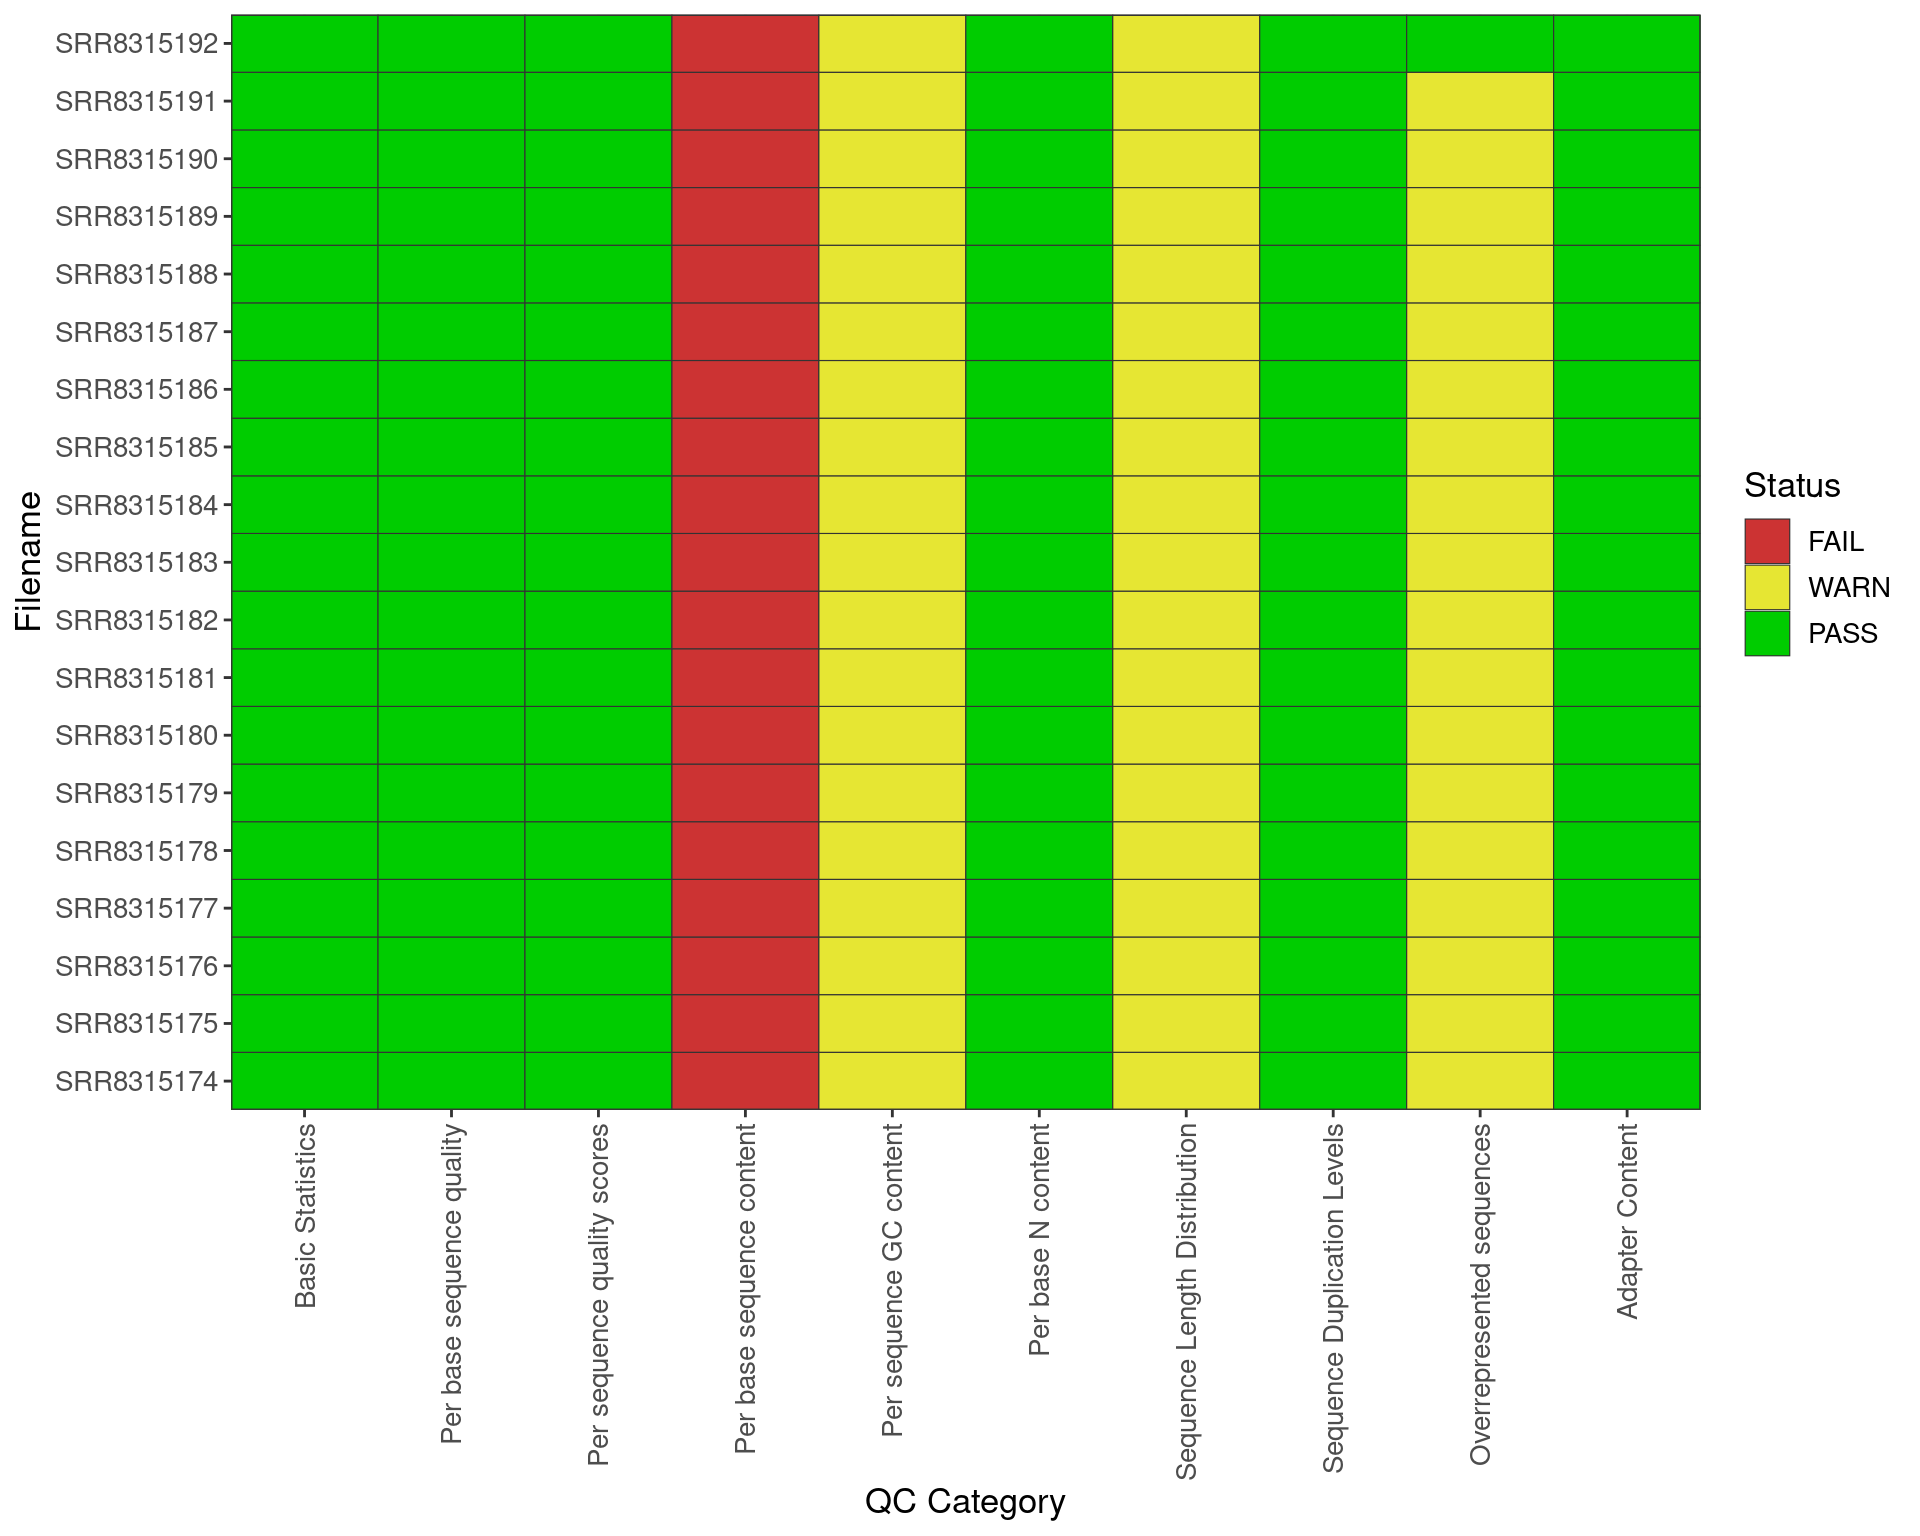 SRR8315192
SRR8315191
SRR8315190
SRR8315189
SRR8315188
SRR8315187
SRR8315186
SRR8315185
SRR8315184
SRR8315183
SRR8315182
SRR8315181
SRR8315180
SRR8315179
SRR8315178
SRR8315177
SRR8315176
SRR8315175
SRR8315174
Filename
Basic Statistics
Per base sequence quality
Per sequence quality scores
Per base sequence content
Per sequence GC content
Per base N content
Sequence Length Distribution
Sequence Duplication Levels
Overrepresented sequences
Adapter Content
QC Category
Status
FAIL
WARN
PASS